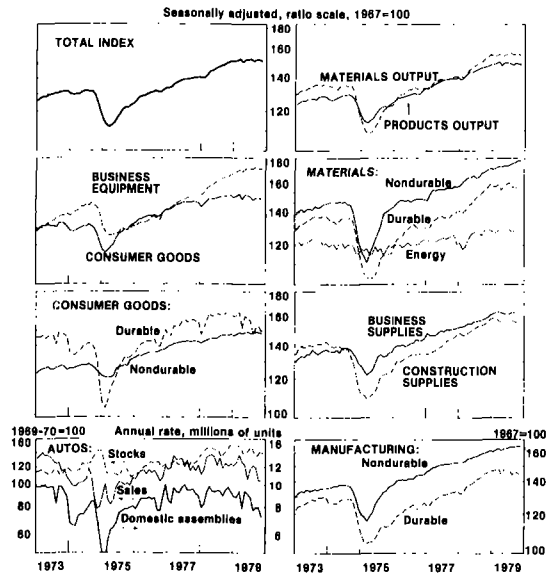 Seasonally adjusted, ratio scale, 1967=100
TOTAL INDEX
180
140
120
MATERIALS OUTPUT
PRODUCTS OUTPUT
BUSINESS
EQUIPMENT
CONSUMER GOODS
160
140
120
MATERIALS:
Nondurable
Durable
Energy
180
160
140
120
CONSUMER GOODS:
Durable
Nondurable
160
140
120
100
BUSINESS
SUPPLIES
CONSTRUCTION
SUPPLIES
1969-70=100
Annual rate, millions of units
160
120
100
80
60
AUTOS:
Stocks
Sales
Domestic assemblies
12
10
8
6
1967=100
MANUFACTURING:
Nondurable
Durable
160
140
120
100
1973 1975 1977 1979
1973 1975 1977 1979